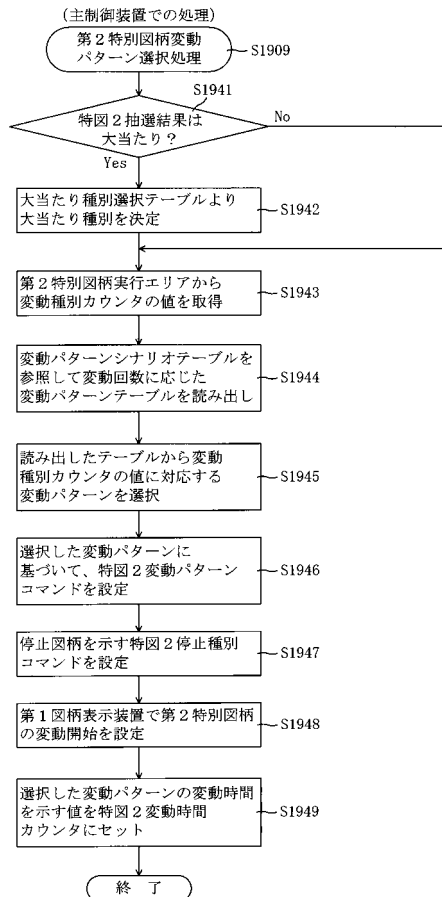 (主制御装置での処理)
第2特別図柄変動
パターン選択処理
S1909
S1941
特図2抽選結果は
大当たり?
No
Yes
大当たり種別選択テーブルより
大当たり種別を決定
S1942
第2特別図柄実行エリアから
変動種別カウンタの値を取得
S1943
変動パターンシナリオテーブルを
参照して変動回数に応じた
変動パターンテーブルを読み出し
S1944
読み出したテーブルから変動
種別カウンタの値に対応する
変動パターンを選択
S1945
選択した変動パターンに
基づいて、特図2変動パターン
コマンドを設定
S1946
停止図柄を示す特図2停止種別
コマンドを設定
S1947
第1図柄表示装置で第2特別図柄
の変動開始を設定
S1948
選択した変動パターンの変動時間
を示す値を特図2変動時間
カウンタにセット
S1949
終 了